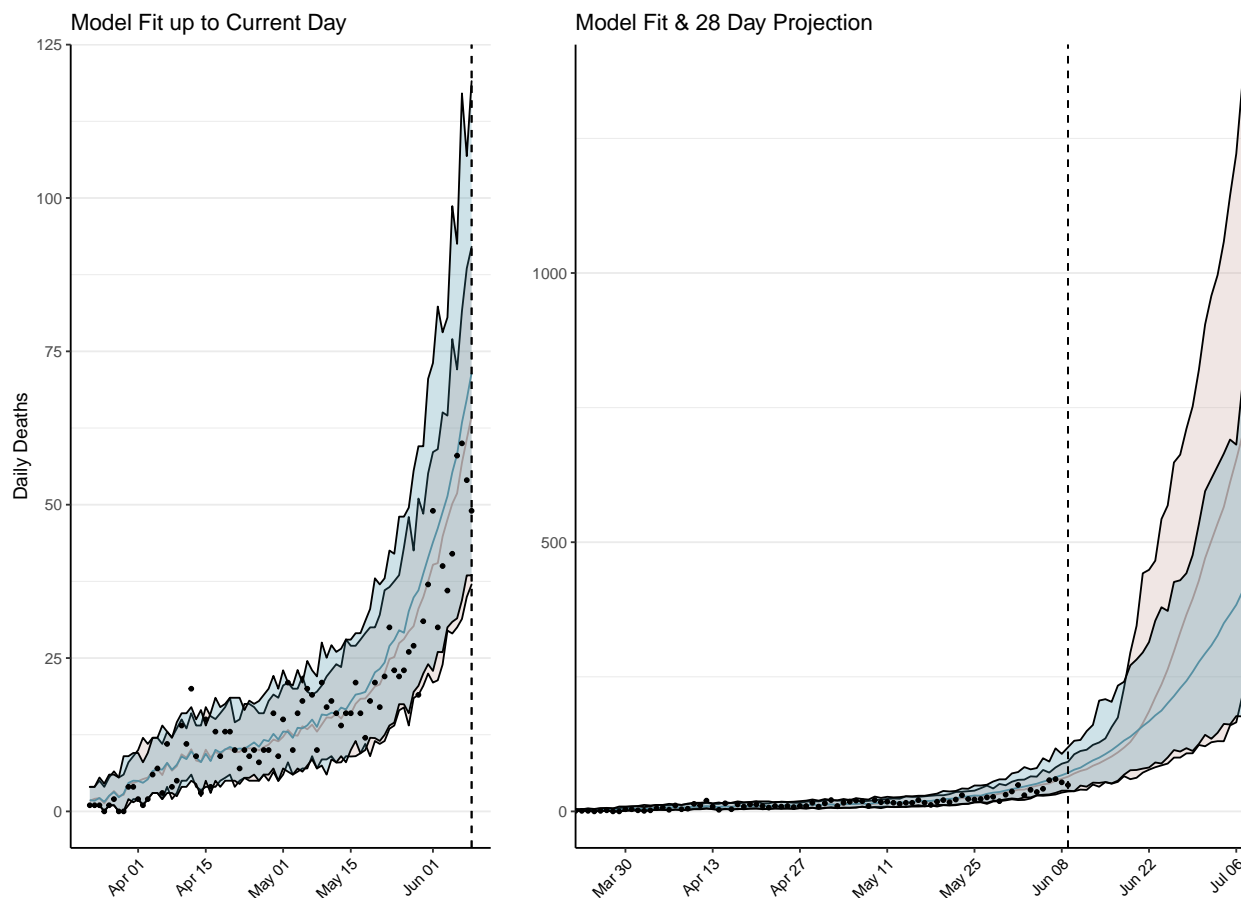 Model Fit up to Current Day
Daily Deaths
125
100
75
50
25
0
Apr 01
Apr 15
May 01
May 15
Jun 01
Model Fit & 28 Day Projection
1000
500
0
Mar 30
Apr 13
Apr 27
May 11
May 25
Jun 08
Jun 22
Jul 06